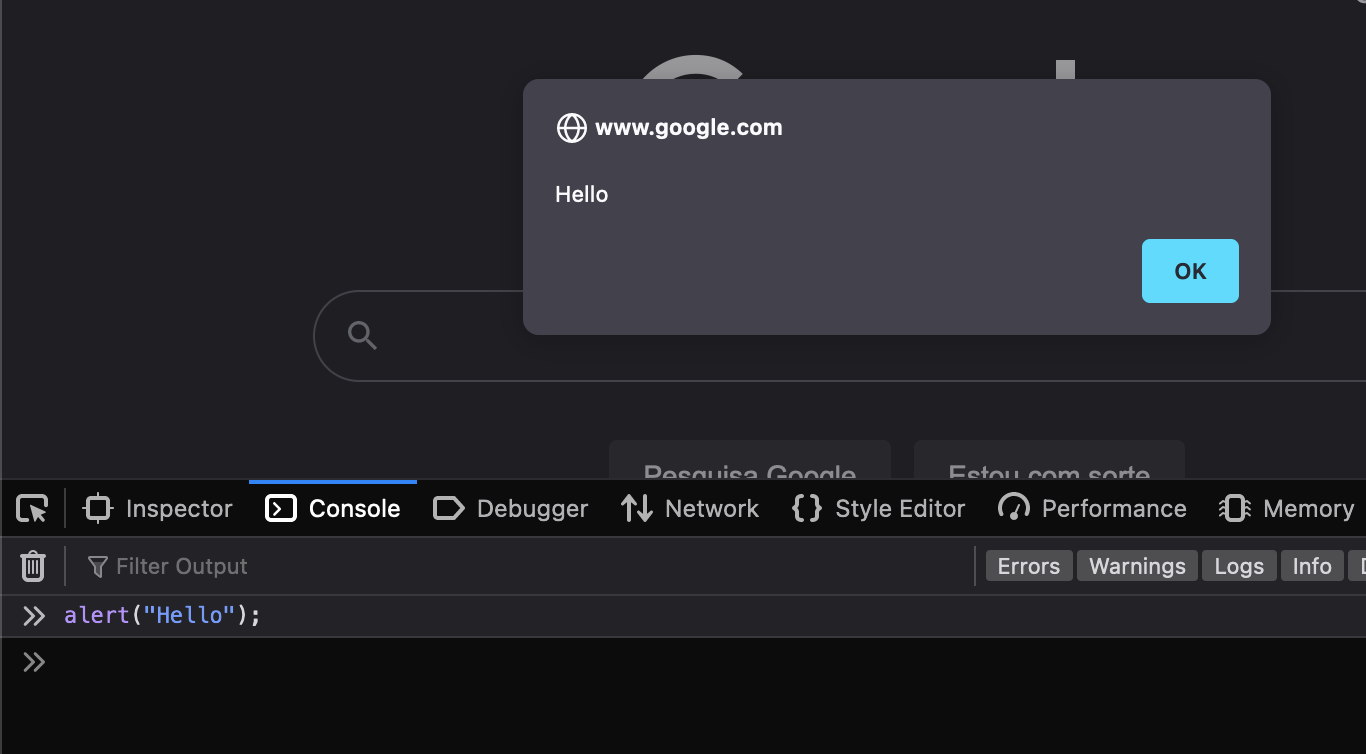 www.google.com
Hello
OK
Pesquisa Google
Estou com sorte
Inspector
Console
Debugger
Network
Style Editor
Performance
Memory
Filter Output
Errors
Warnings
Logs
Info
alert("Hello");